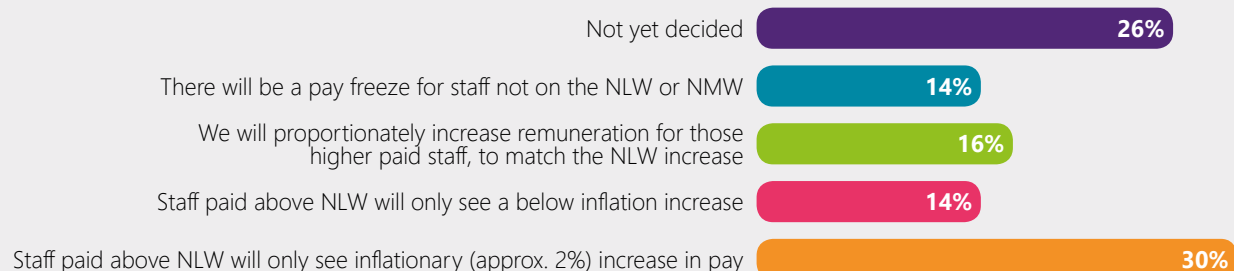 Not yet decided 26%
There will be a pay freeze for staff not on the NLW or NMW 14%
We will proportionately increase remuneration for those
higher paid staff, to match the NLW increase 16%
Staff paid above NLW will only see a below inflation increase 14%
Staff paid above NLW will only see inflationary (approx. 2%) increase in pay 30%